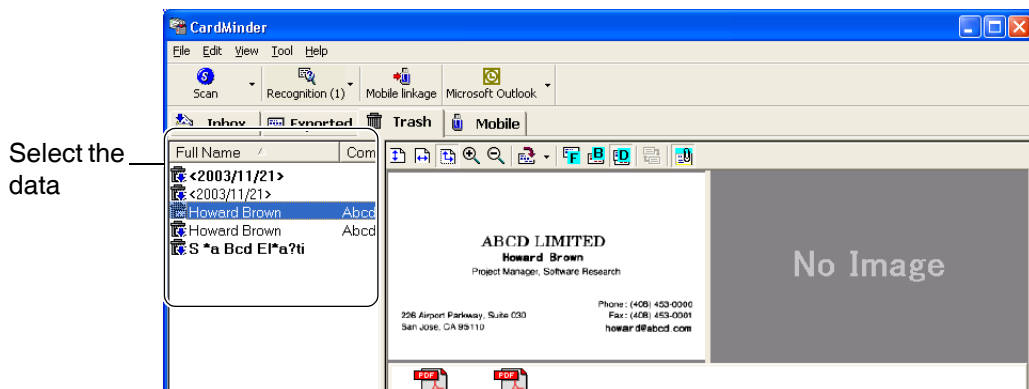 CardMinder
File Edit View Tool Help
Scan Recognition (1) Mobile linkage Microsoft Outlook
Inbox Exported Trash Mobile
Select the
data
Full Name Com
<2003/11/21>
<2003/11/21>
Howard Brown Abcd
Howard Brown Abcd
S *a Bcd El*a?ti
F B D
ABCD LIMITED
Howard Brown
Project Manager, Software Research
Phone: (408) 453-0000
226 Airport Parkway, Suite 030 Fax: (408) 453-0001
San Jose, CA 95110 howard@abcd.com
No Image
PDF PDF